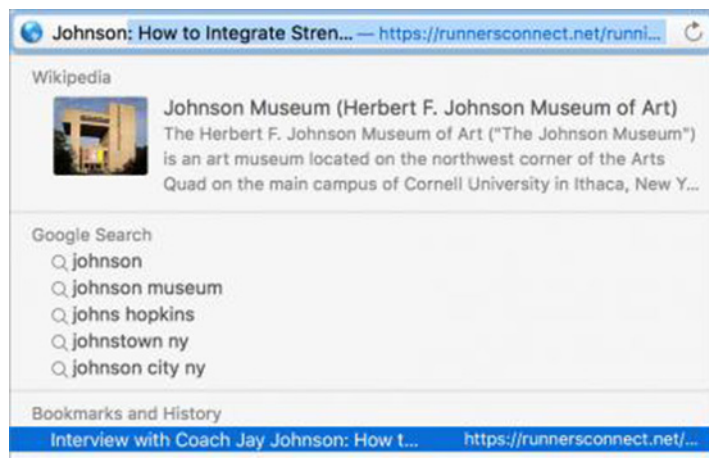 Johnson: How to Integrate Stren... — https://runnersconnect.net/runni...
Wikipedia
Johnson Museum (Herbert F. Johnson Museum of Art)
The Herbert F. Johnson Museum of Art ("The Johnson Museum")
is an art museum located on the northwest corner of the Arts
Quad on the main campus of Cornell University in Ithaca, New Y...
Google Search
johnson
johnson museum
johns hopkins
johnstown ny
johnson city ny
Bookmarks and History
Interview with Coach Jay Johnson: How t... https://runnersconnect.net/...